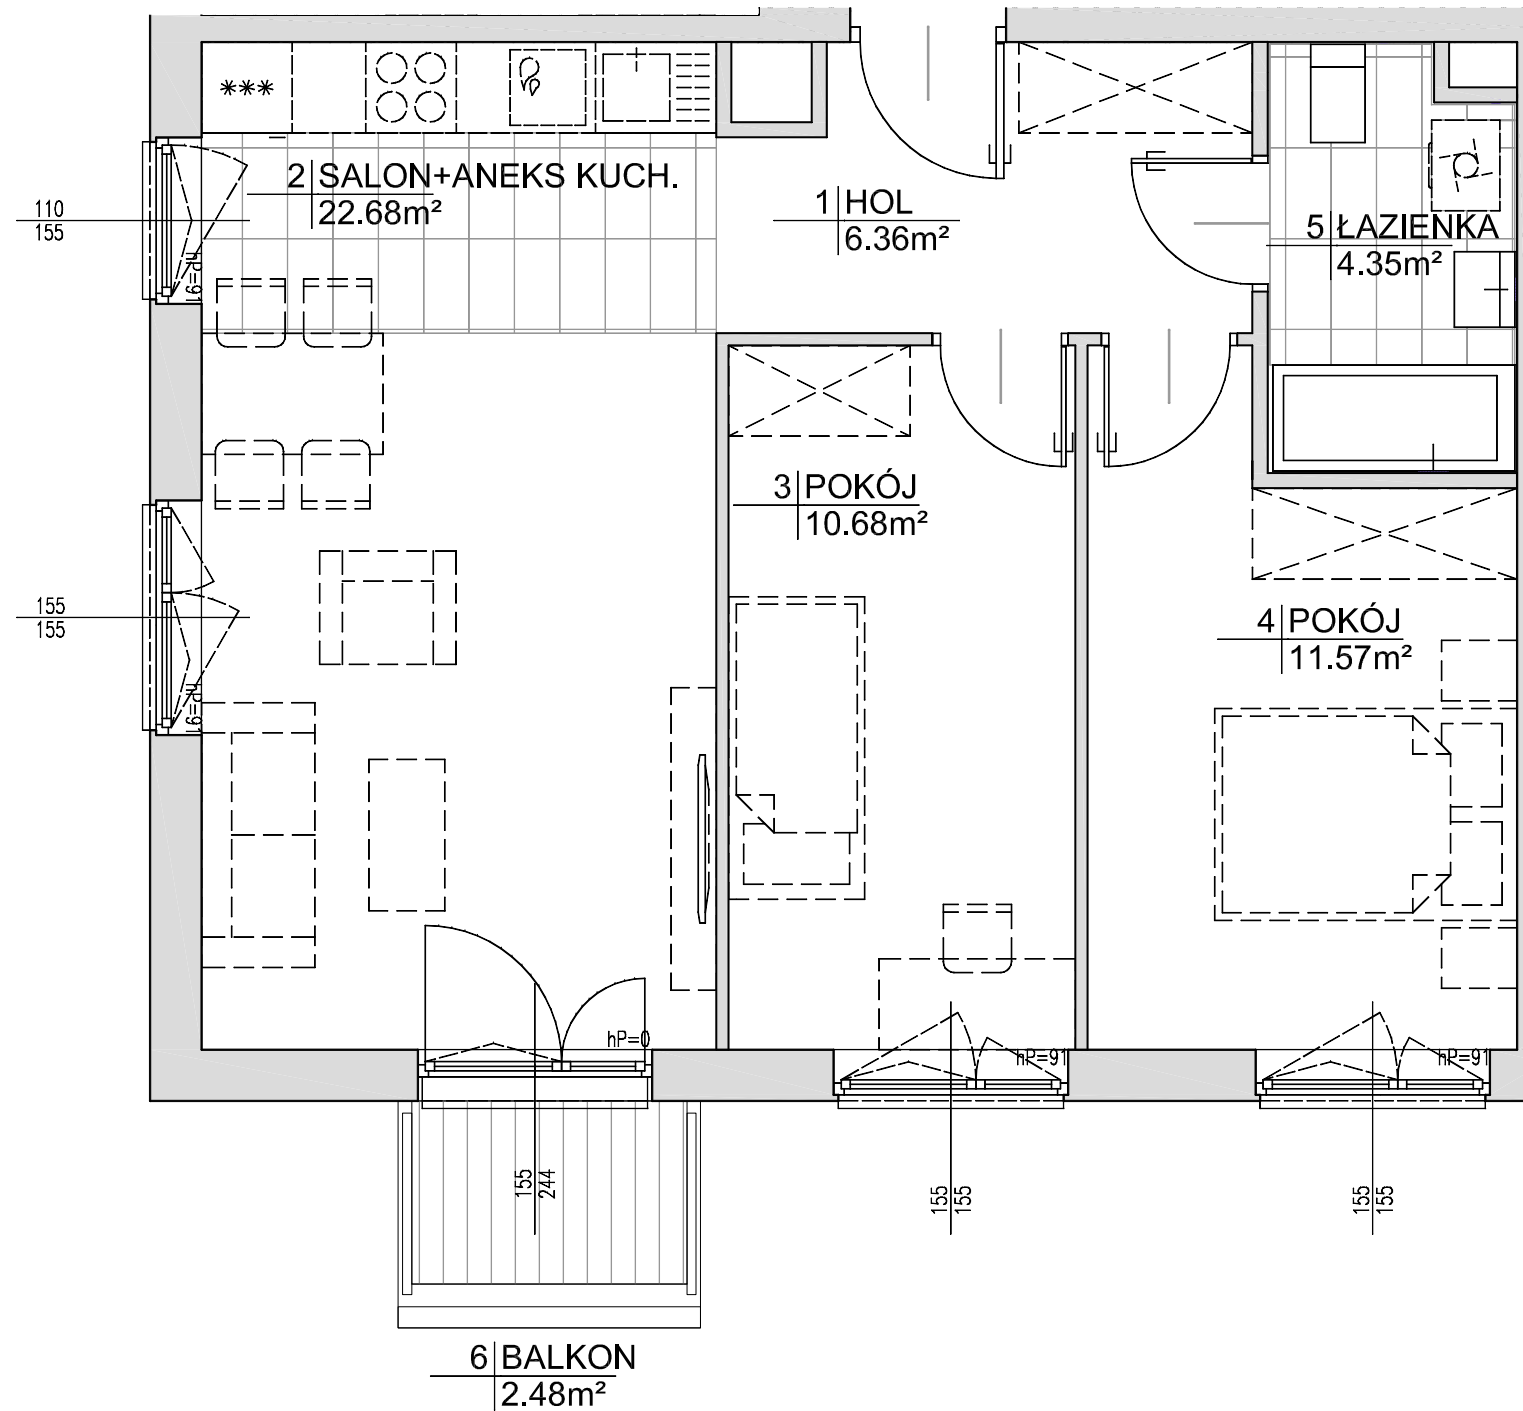 ***
2 SALON+ANEKS KUCH.
22.68m²
1 HOL
6.36m²
5 ŁAZIENKA
4.35m²
110
155
hP=91
3 POKÓJ
10.68m²
4 POKÓJ
11.57m²
155
155
hP=91
hP=0
hP=91
hP=91
155
244
155
155
155
155
6 BALKON
2.48m²